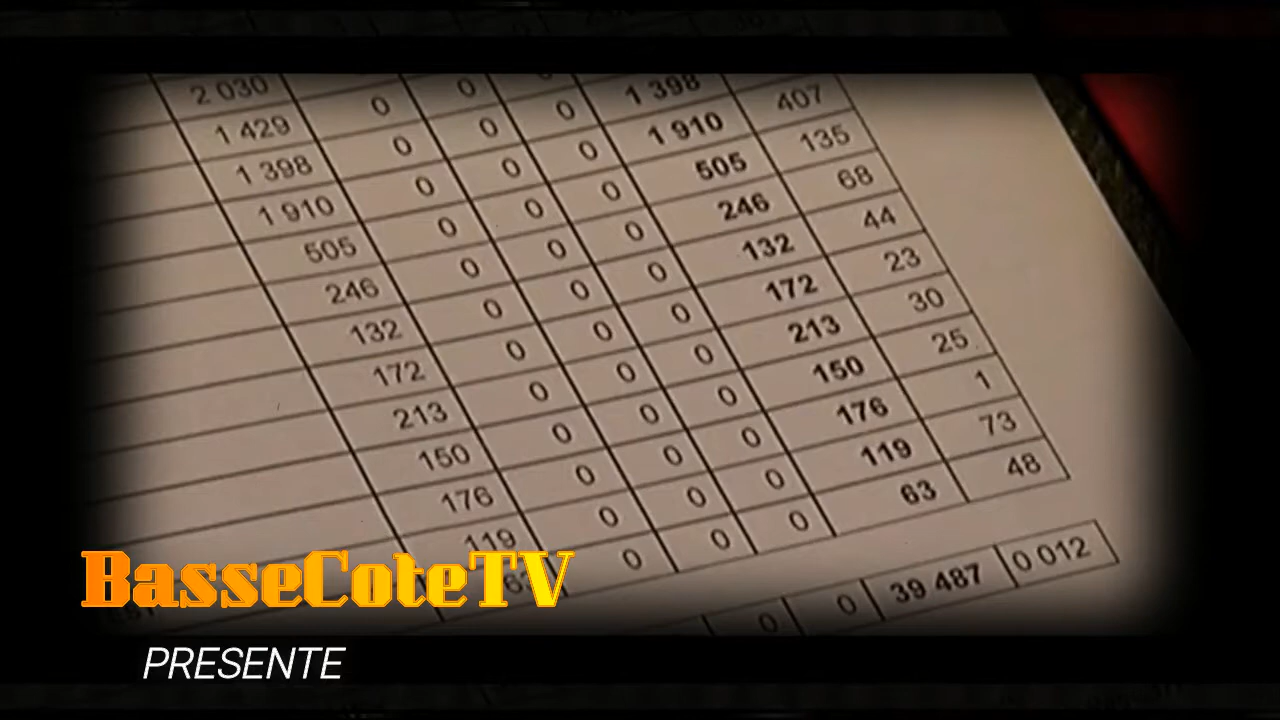 2 030
1 429 0 0 0
1 398 0 0 0 1 398
1 910 0 0 0 1 910 407
505 0 0 0 505 135
246 0 0 0 246 68
132 0 0 0 132 44
172 0 0 0 172 23
213 0 0 0 213 30
150 0 0 0 150 25
176 0 0 0 176 1
119 0 0 0 119 73
63 0 0 0 63 48
0 0 39 487 0 012
BasseCoteTV
PRESENTE